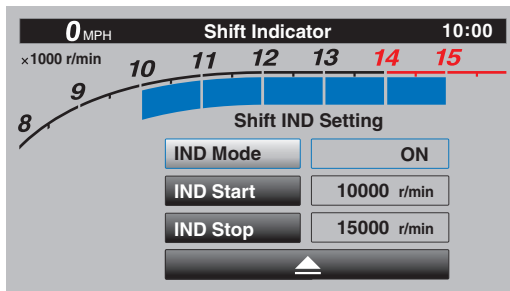 0 MPH Shift Indicator 10:00
×1000 r/min
8 9 10 11 12 13 14 15
Shift IND Setting
IND Mode ON
IND Start 10000 r/min
IND Stop 15000 r/min